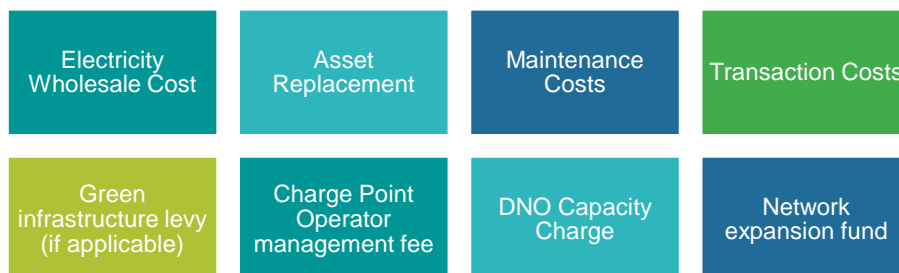 Electricity
Wholesale Cost
Asset
Replacement
Maintenance
Costs
Transaction Costs
Green
infrastructure levy
(if applicable)
Charge Point
Operator
management fee
DNO Capacity
Charge
Network
expansion fund